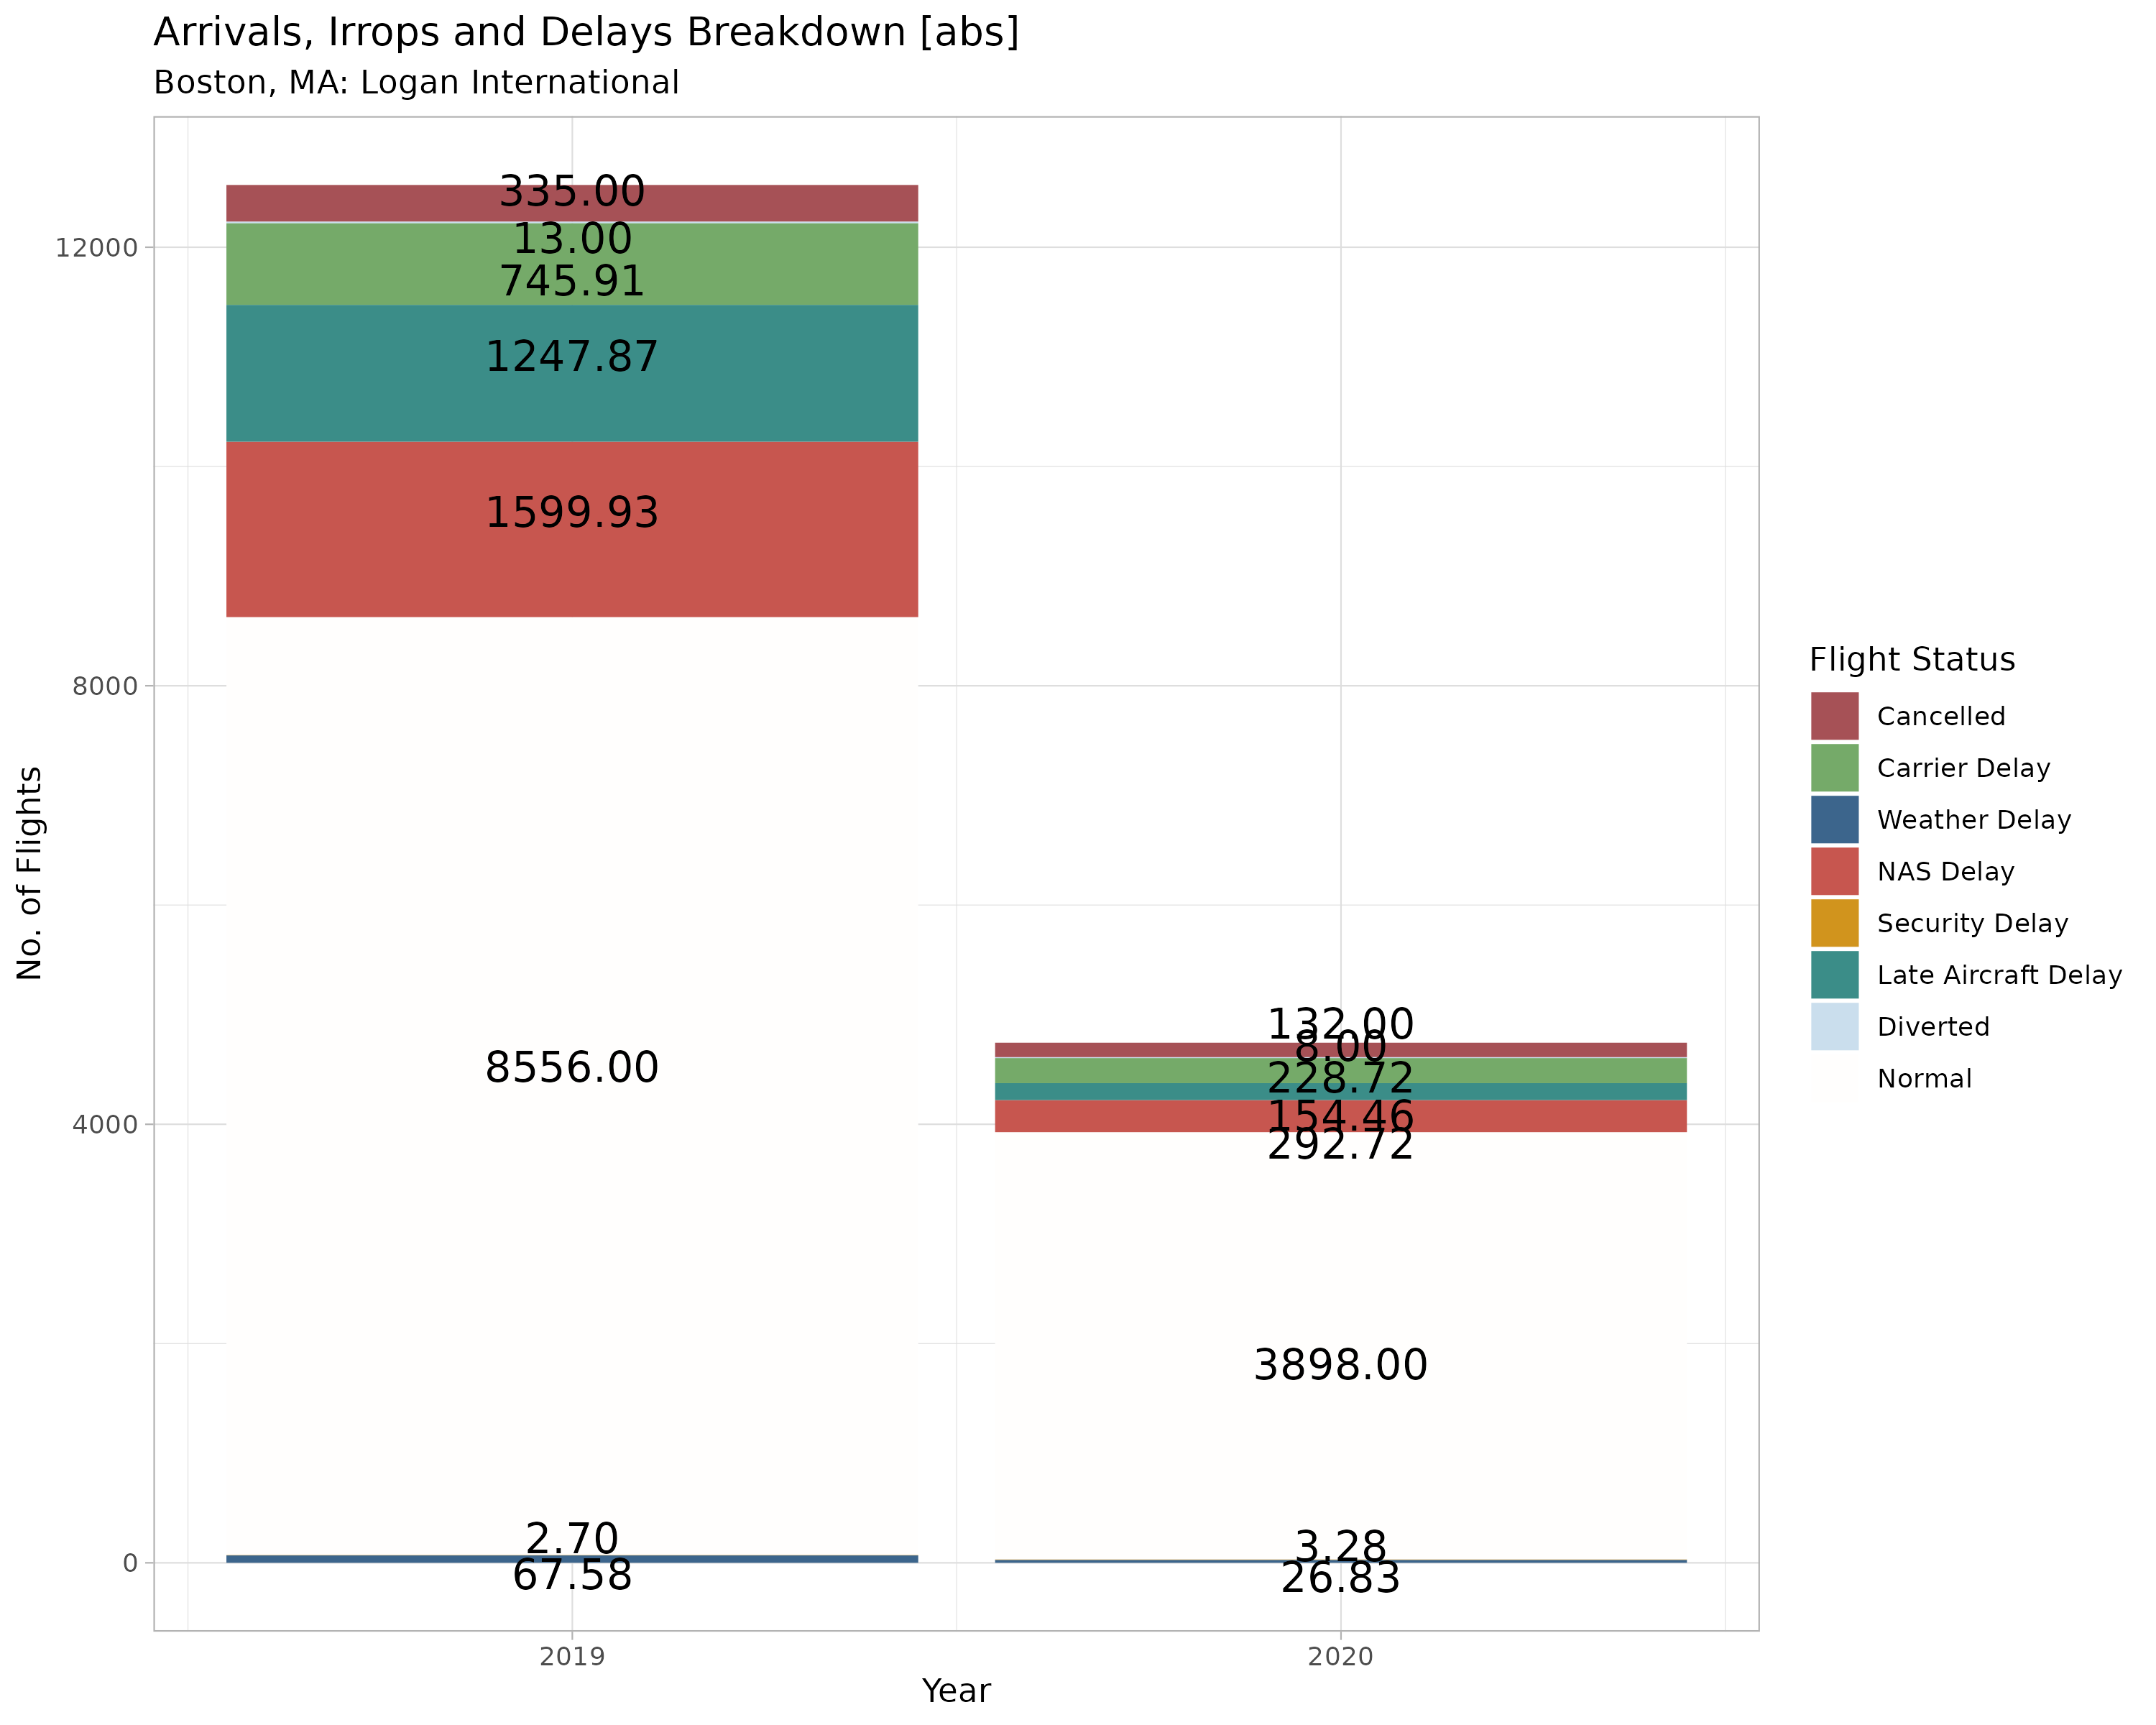 Arrivals, Irrops and Delays Breakdown [abs]
Boston, MA: Logan International
No. of Flights
12000
8000
4000
0
335.00
13.00
745.91
1247.87
1599.93
8556.00
2.70
67.58
132.00
8.00
228.72
154.46
292.72
3898.00
3.28
26.83
2019
2020
Year
Flight Status
Cancelled
Carrier Delay
Weather Delay
NAS Delay
Security Delay
Late Aircraft Delay
Diverted
Normal